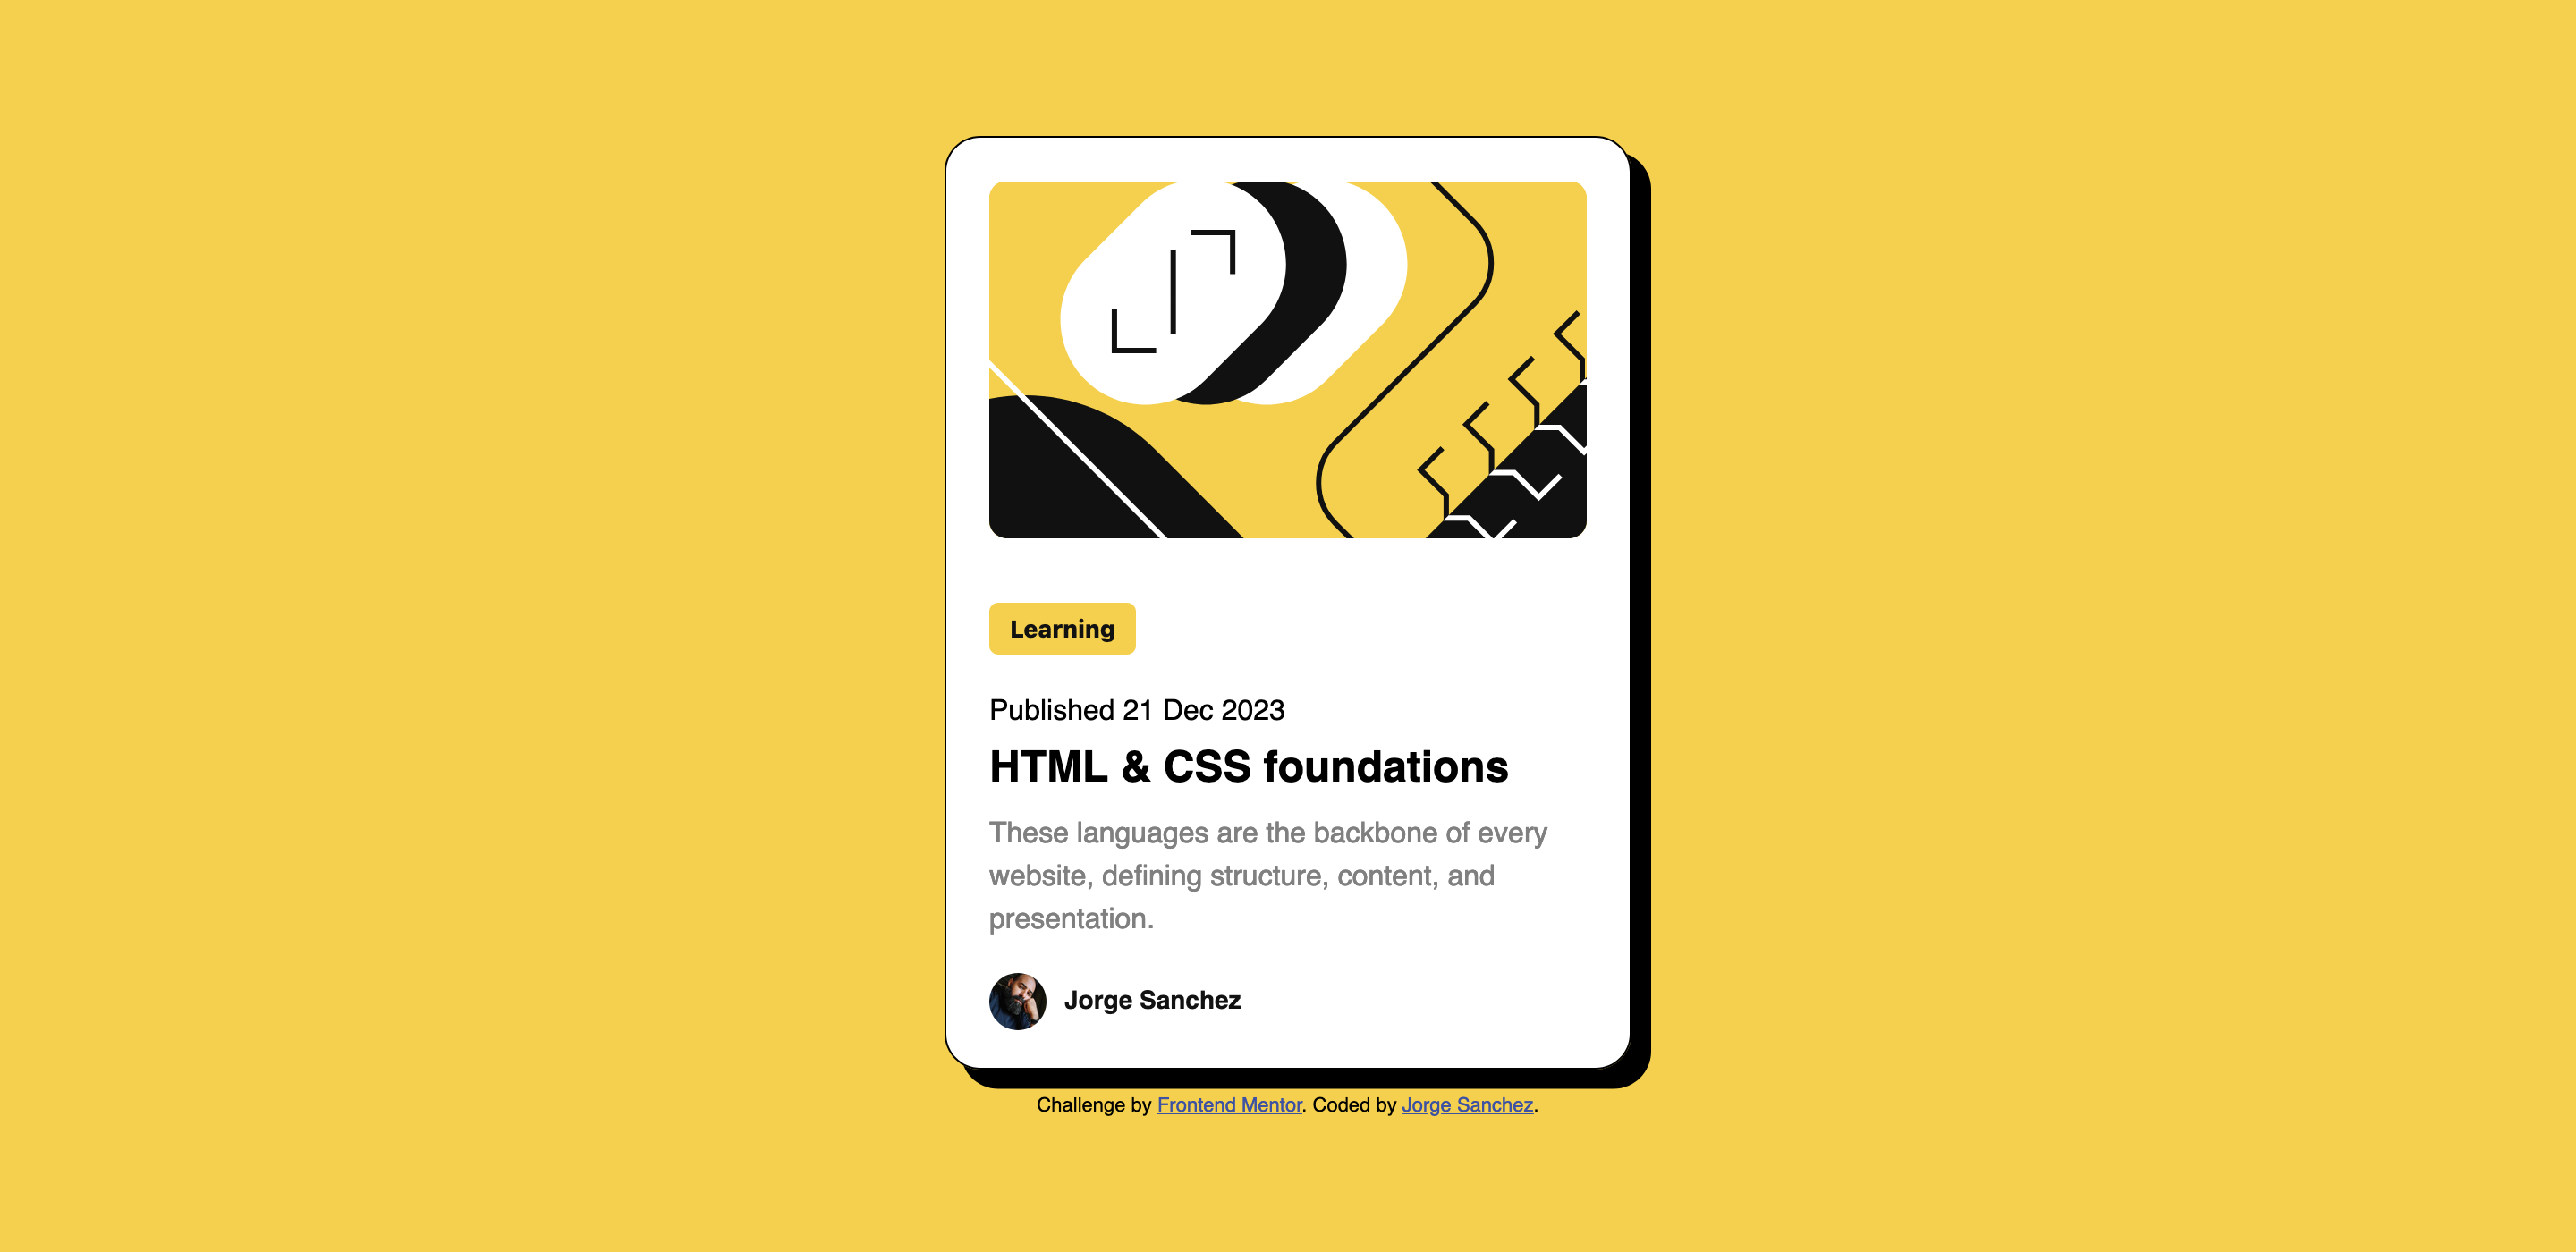 Learning
Published 21 Dec 2023
HTML & CSS foundations
These languages are the backbone of every
website, defining structure, content, and
presentation.
Jorge Sanchez
Challenge by Frontend Mentor. Coded by Jorge Sanchez.